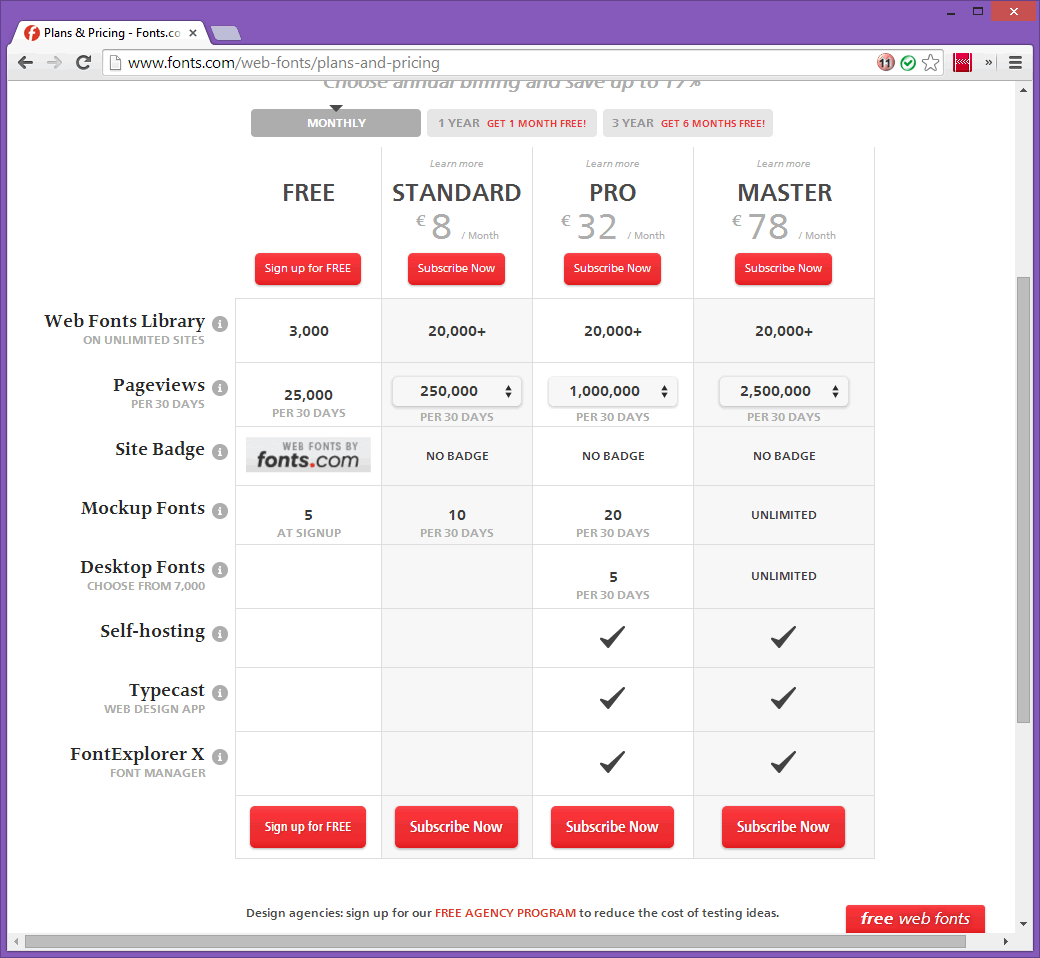 Plans & Pricing - Fonts.co
www.fonts.com/web-fonts/plans-and-pricing
11
Choose annual billing and save up to 17%
MONTHLY
1 YEAR GET 1 MONTH FREE!
3 YEAR GET 6 MONTHS FREE!
Learn more Learn more Learn more
FREE STANDARD PRO MASTER
€ 8 / Month € 32 / Month € 78 / Month
Sign up for FREE Subscribe Now Subscribe Now Subscribe Now
Web Fonts Library
ON UNLIMITED SITES
3,000 20,000+ 20,000+ 20,000+
Pageviews
PER 30 DAYS
25,000 250,000 1,000,000 2,500,000
PER 30 DAYS PER 30 DAYS PER 30 DAYS PER 30 DAYS
Site Badge
WEB FONTS BY
fonts.com
NO BADGE NO BADGE NO BADGE
Mockup Fonts
5 10 20 UNLIMITED
AT SIGNUP PER 30 DAYS PER 30 DAYS
Desktop Fonts
CHOOSE FROM 7,000
5 UNLIMITED
PER 30 DAYS
Self-hosting
Typecast
WEB DESIGN APP
FontExplorer X
FONT MANAGER
Sign up for FREE Subscribe Now Subscribe Now Subscribe Now
Design agencies: sign up for our FREE AGENCY PROGRAM to reduce the cost of testing ideas.
free web fonts